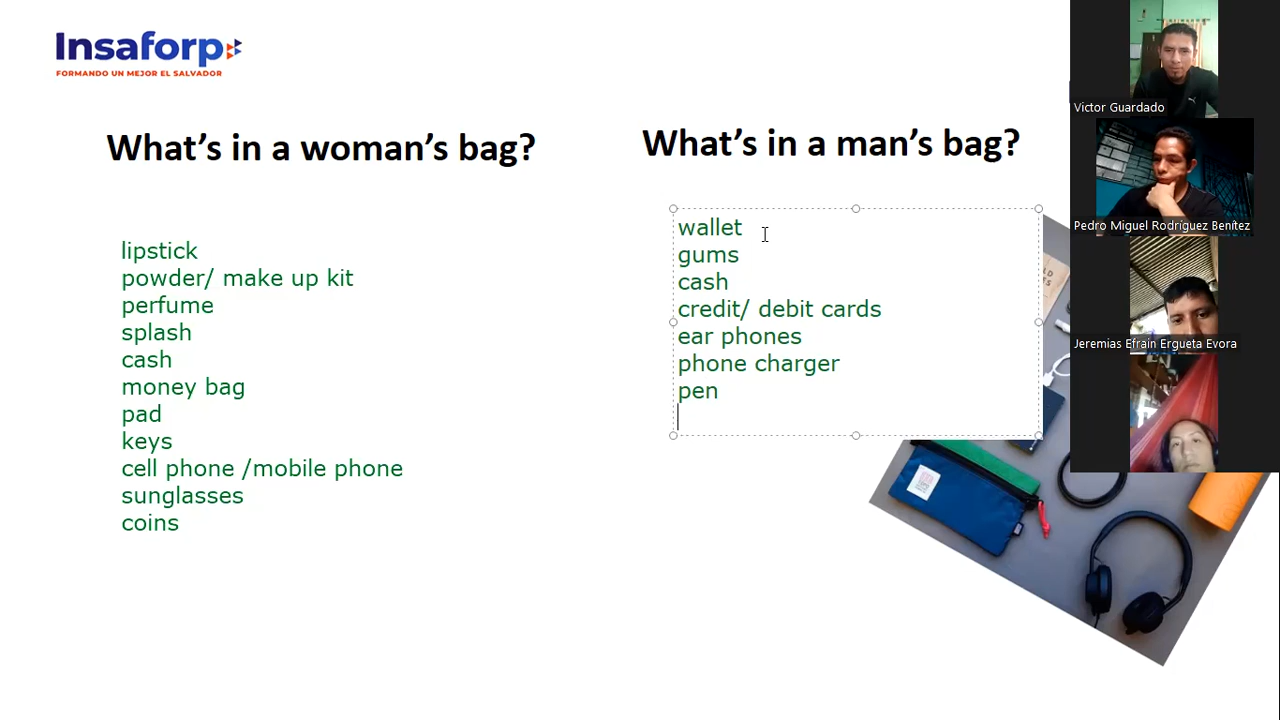 Insaforp
FORMANDO UN MEJOR EL SALVADOR
What's in a woman's bag?
lipstick
powder/ make up kit
perfume
splash
cash
money bag
pad
keys
cell phone /mobile phone
sunglasses
coins
What's in a man's bag?
wallet
gums
cash
credit/ debit cards
ear phones
phone charger
pen
Victor Guardado
Pedro Miguel Rodríguez Benítez
Jeremias Efraín Ergueta Evora